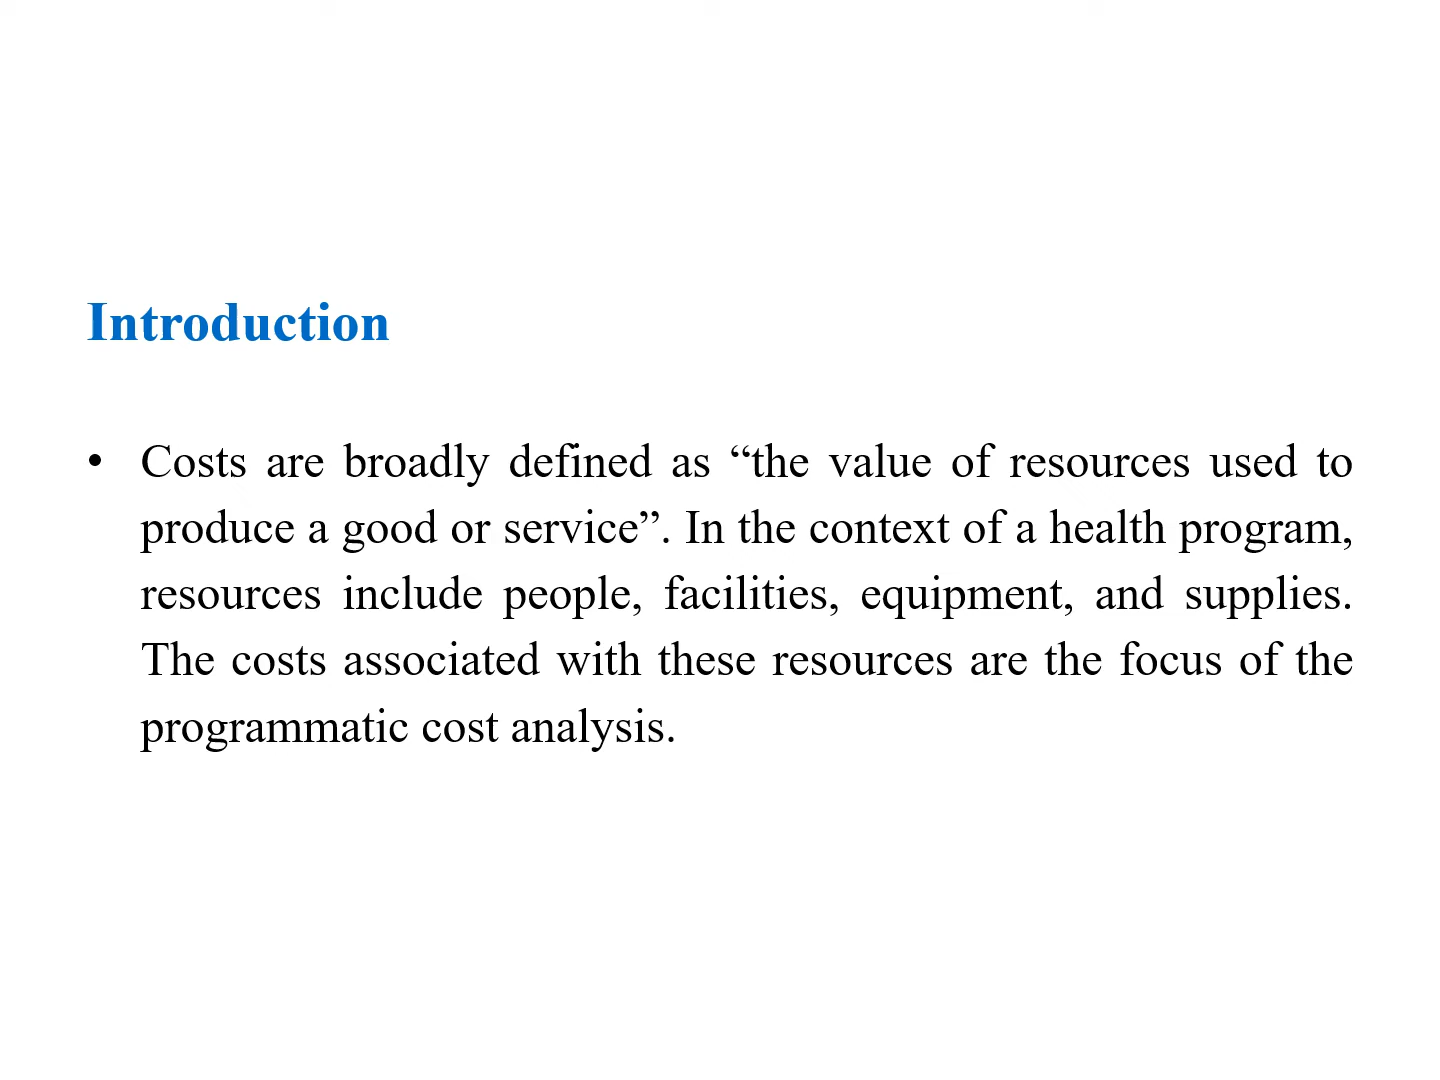 Introduction
• Costs are broadly defined as “the value of resources used to
produce a good or service”. In the context of a health program,
resources include people, facilities, equipment, and supplies.
The costs associated with these resources are the focus of the
programmatic cost analysis.